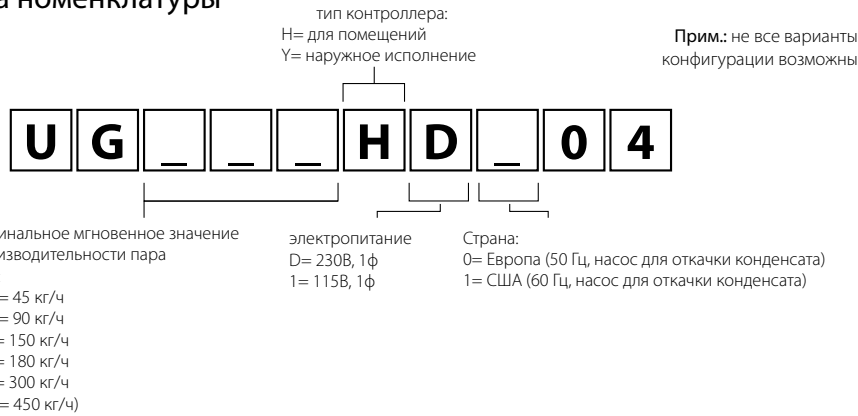 номенклатуры
тип контроллера:
H= для помещений
Y= наружное исполнение
Прим.: не все варианты
конфигурации возможны
U G _ _ _ H D _ 0 4
мгновенное значение
пара
= 45 кг/ч
= 90 кг/ч
= 150 кг/ч
= 180 кг/ч
= 300 кг/ч
= 450 кг/ч)
электропитание
D= 230В, 1ф
1= 115В, 1ф
Страна:
0= Европа (50 Гц, насос для откачки конденсата)
1= США (60 Гц, насос для откачки конденсата)